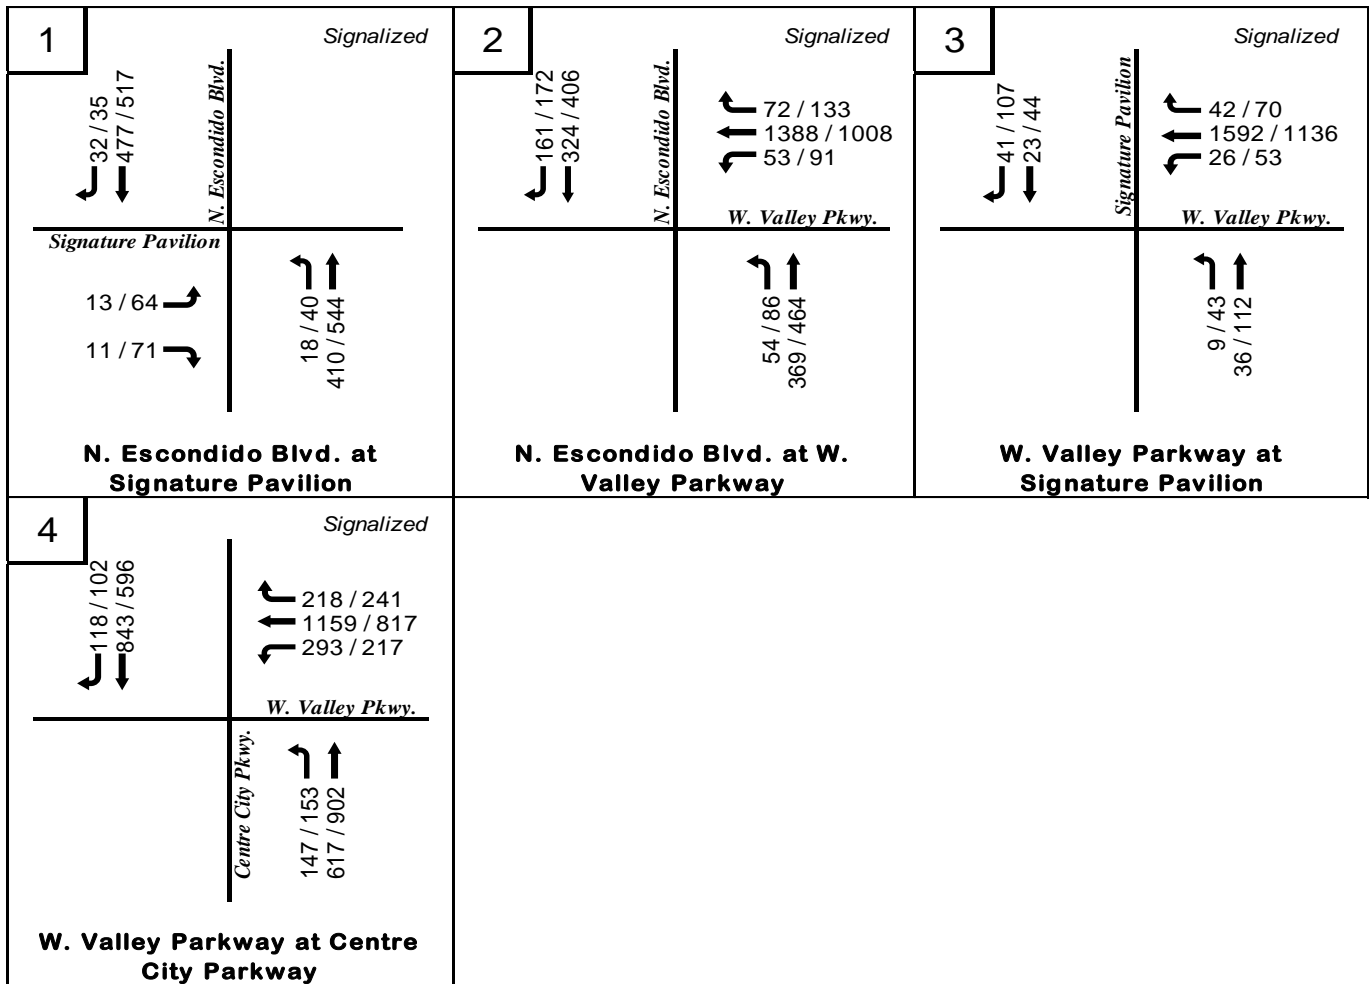 1
Signalized
32 / 35
477 / 517
N. Escondido Blvd.
Signature Pavilion
13 / 64
11 / 71
18 / 40
410 / 544
N. Escondido Blvd. at
Signature Pavilion
2
Signalized
161 / 172
324 / 406
N. Escondido Blvd.
72 / 133
1388 / 1008
53 / 91
W. Valley Pkwy.
54 / 86
369 / 464
N. Escondido Blvd. at W.
Valley Parkway
3
Signalized
41 / 107
23 / 44
Signature Pavilion
42 / 70
1592 / 1136
26 / 53
W. Valley Pkwy.
9 / 43
36 / 112
W. Valley Parkway at
Signature Pavilion
4
Signalized
118 / 102
843 / 596
218 / 241
1159 / 817
293 / 217
W. Valley Pkwy.
Centre City Pkwy.
147 / 153
617 / 902
W. Valley Parkway at Centre
City Parkway